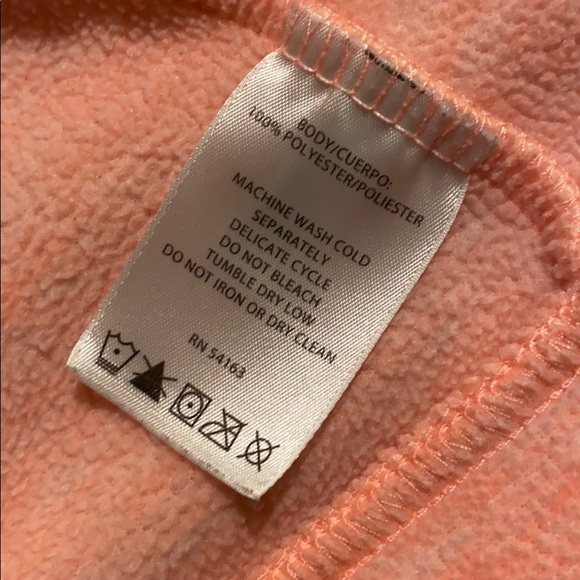 BODY/CUERPO:
100% POLYESTER/POLIESTER
MACHINE WASH COLD
SEPARATELY
DELICATE CYCLE
DO NOT BLEACH
TUMBLE DRY LOW
DO NOT IRON OR DRY CLEAN
RN 54163